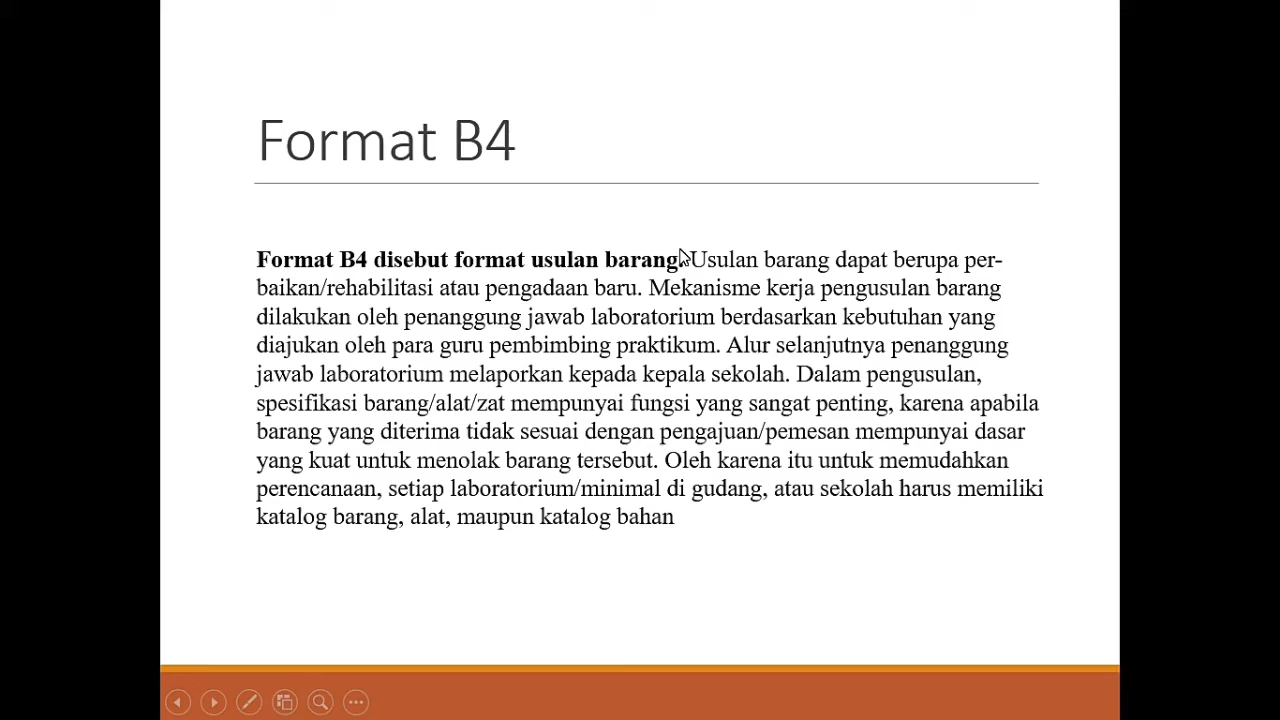 Format B4
Format B4 disebut format usulan barang. Usulan barang dapat berupa per-
baikan/rehabilitasi atau pengadaan baru. Mekanisme kerja pengusulan barang
dilakukan oleh penanggung jawab laboratorium berdasarkan kebutuhan yang
diajukan oleh para guru pembimbing praktikum. Alur selanjutnya penanggung
jawab laboratorium melaporkan kepada kepala sekolah. Dalam pengusulan,
spesifikasi barang/alat/zat mempunyai fungsi yang sangat penting, karena apabila
barang yang diterima tidak sesuai dengan pengajuan/pemesan mempunyai dasar
yang kuat untuk menolak barang tersebut. Oleh karena itu untuk memudahkan
perencanaan, setiap laboratorium/minimal di gudang, atau sekolah harus memiliki
katalog barang, alat, maupun katalog bahan